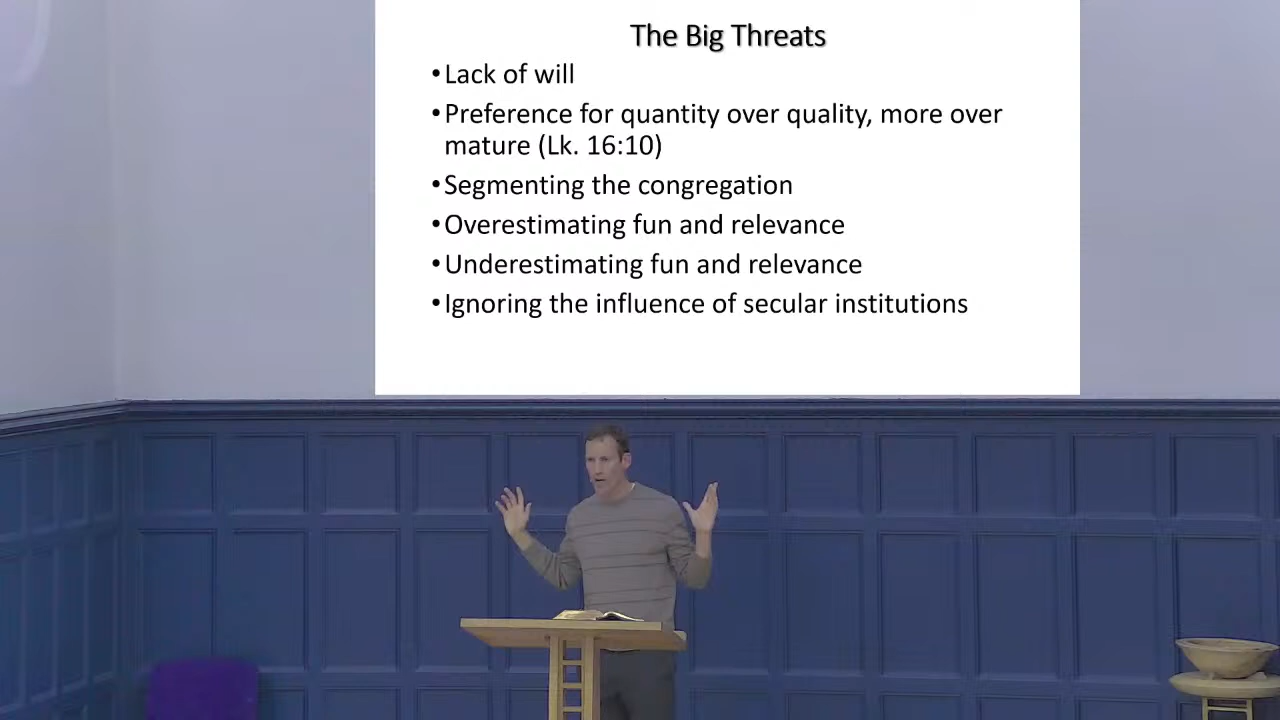 The Big Threats
•Lack of will
•Preference for quantity over quality, more over
mature (Lk. 16:10)
•Segmenting the congregation
•Overestimating fun and relevance
•Underestimating fun and relevance
•Ignoring the influence of secular institutions